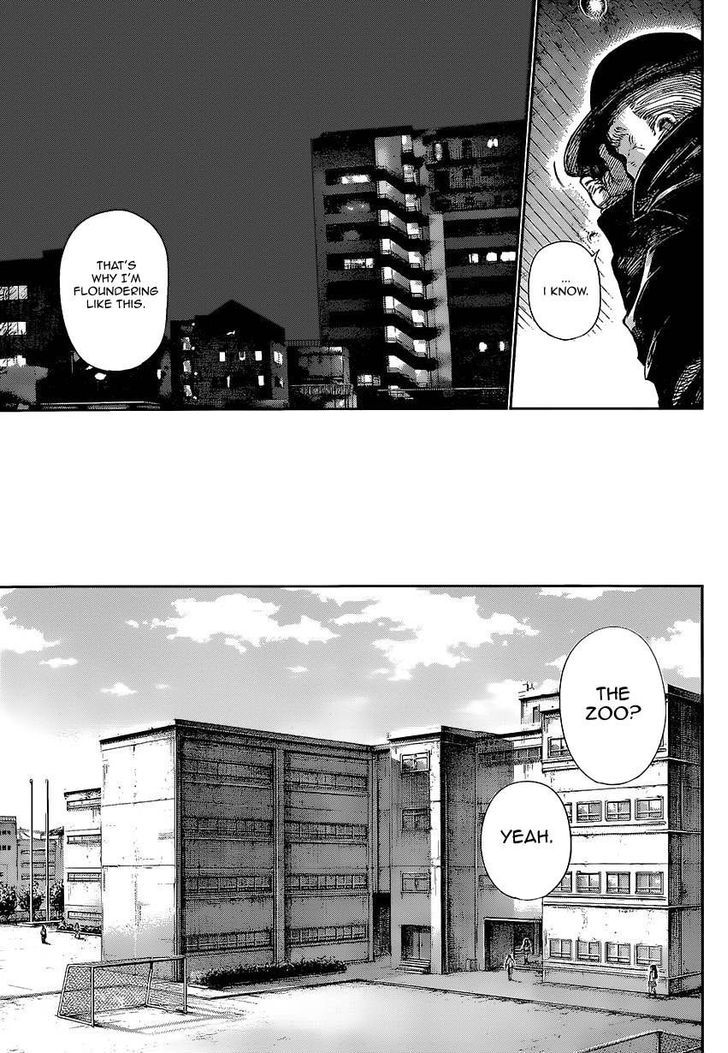 ...
I KNOW.
THAT'S
WHY I'M
FLOUNDERING
LIKE THIS.
THE
ZOO?
YEAH.